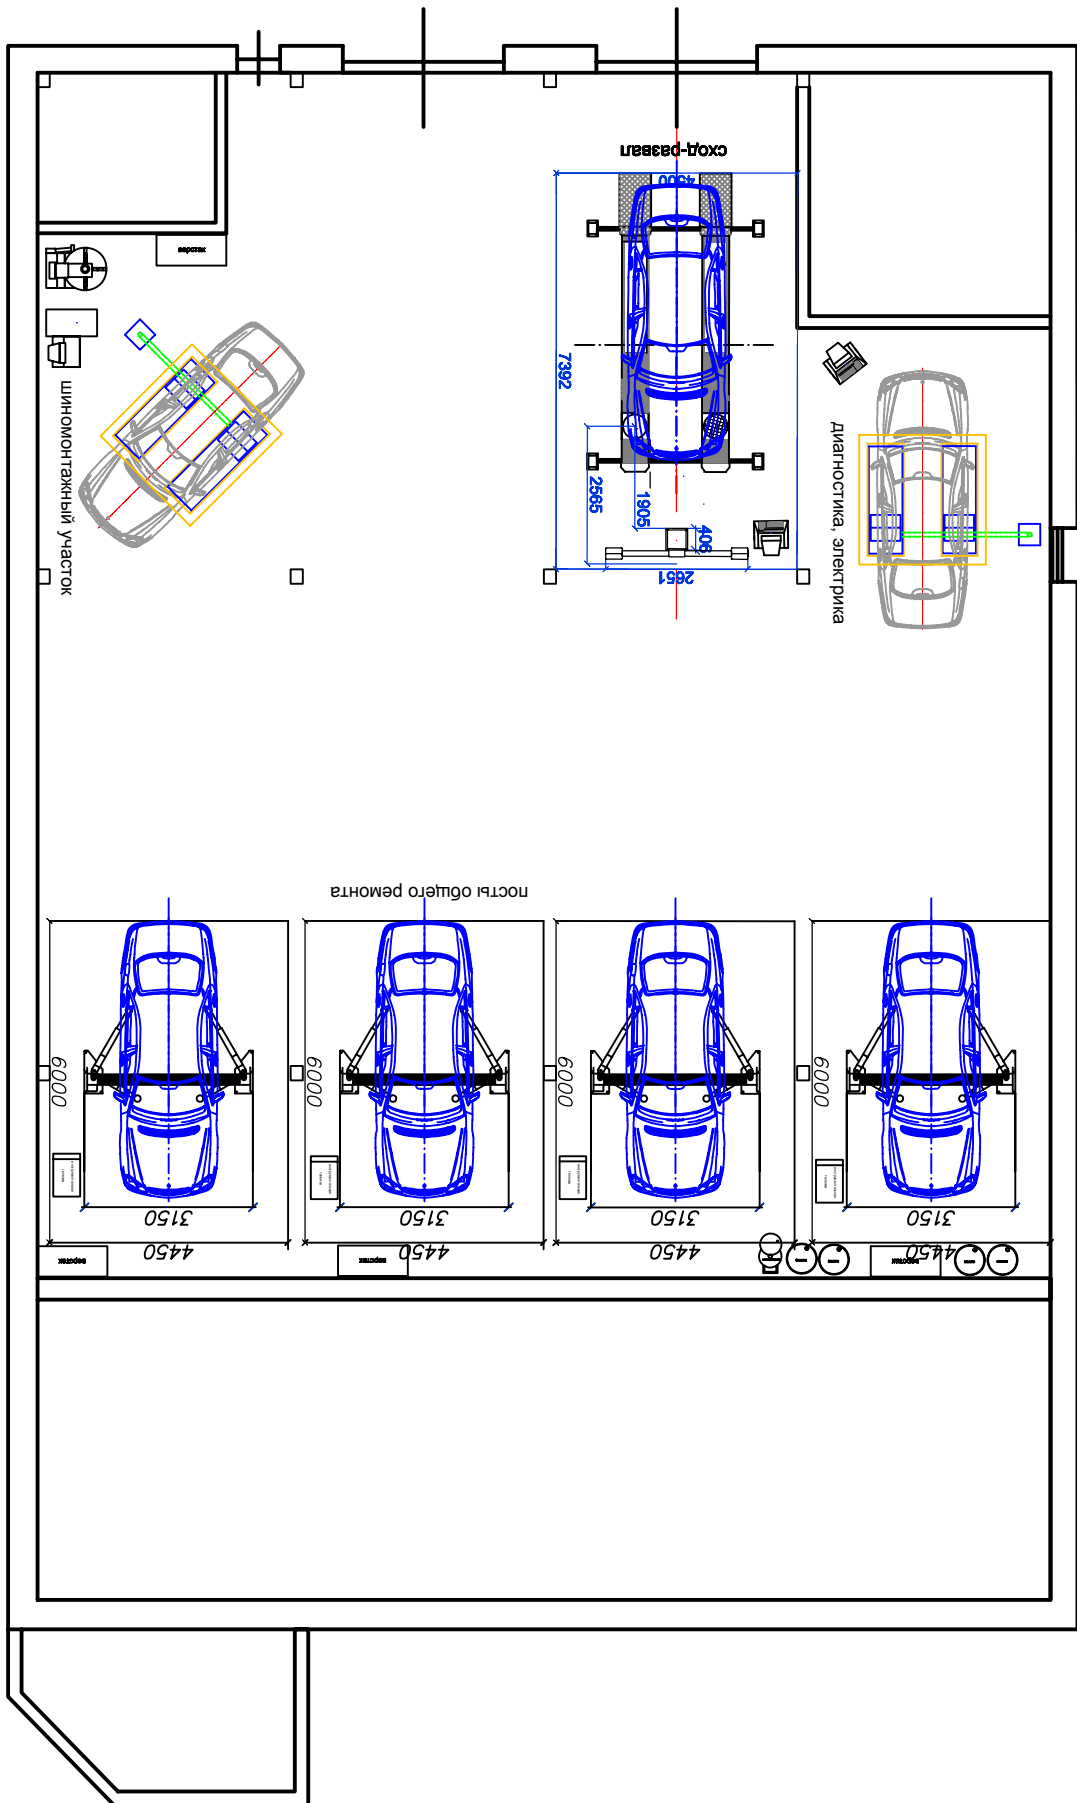 сход-развал
4500
7392
2565
1905
406
2651
верстак
шиномонтажный участок
диагностика, электрика
посты общего ремонта
6000
6000
6000
6000
3150
3150
3150
3150
4450
4450
4450
4450
верстак
верстак
верстак